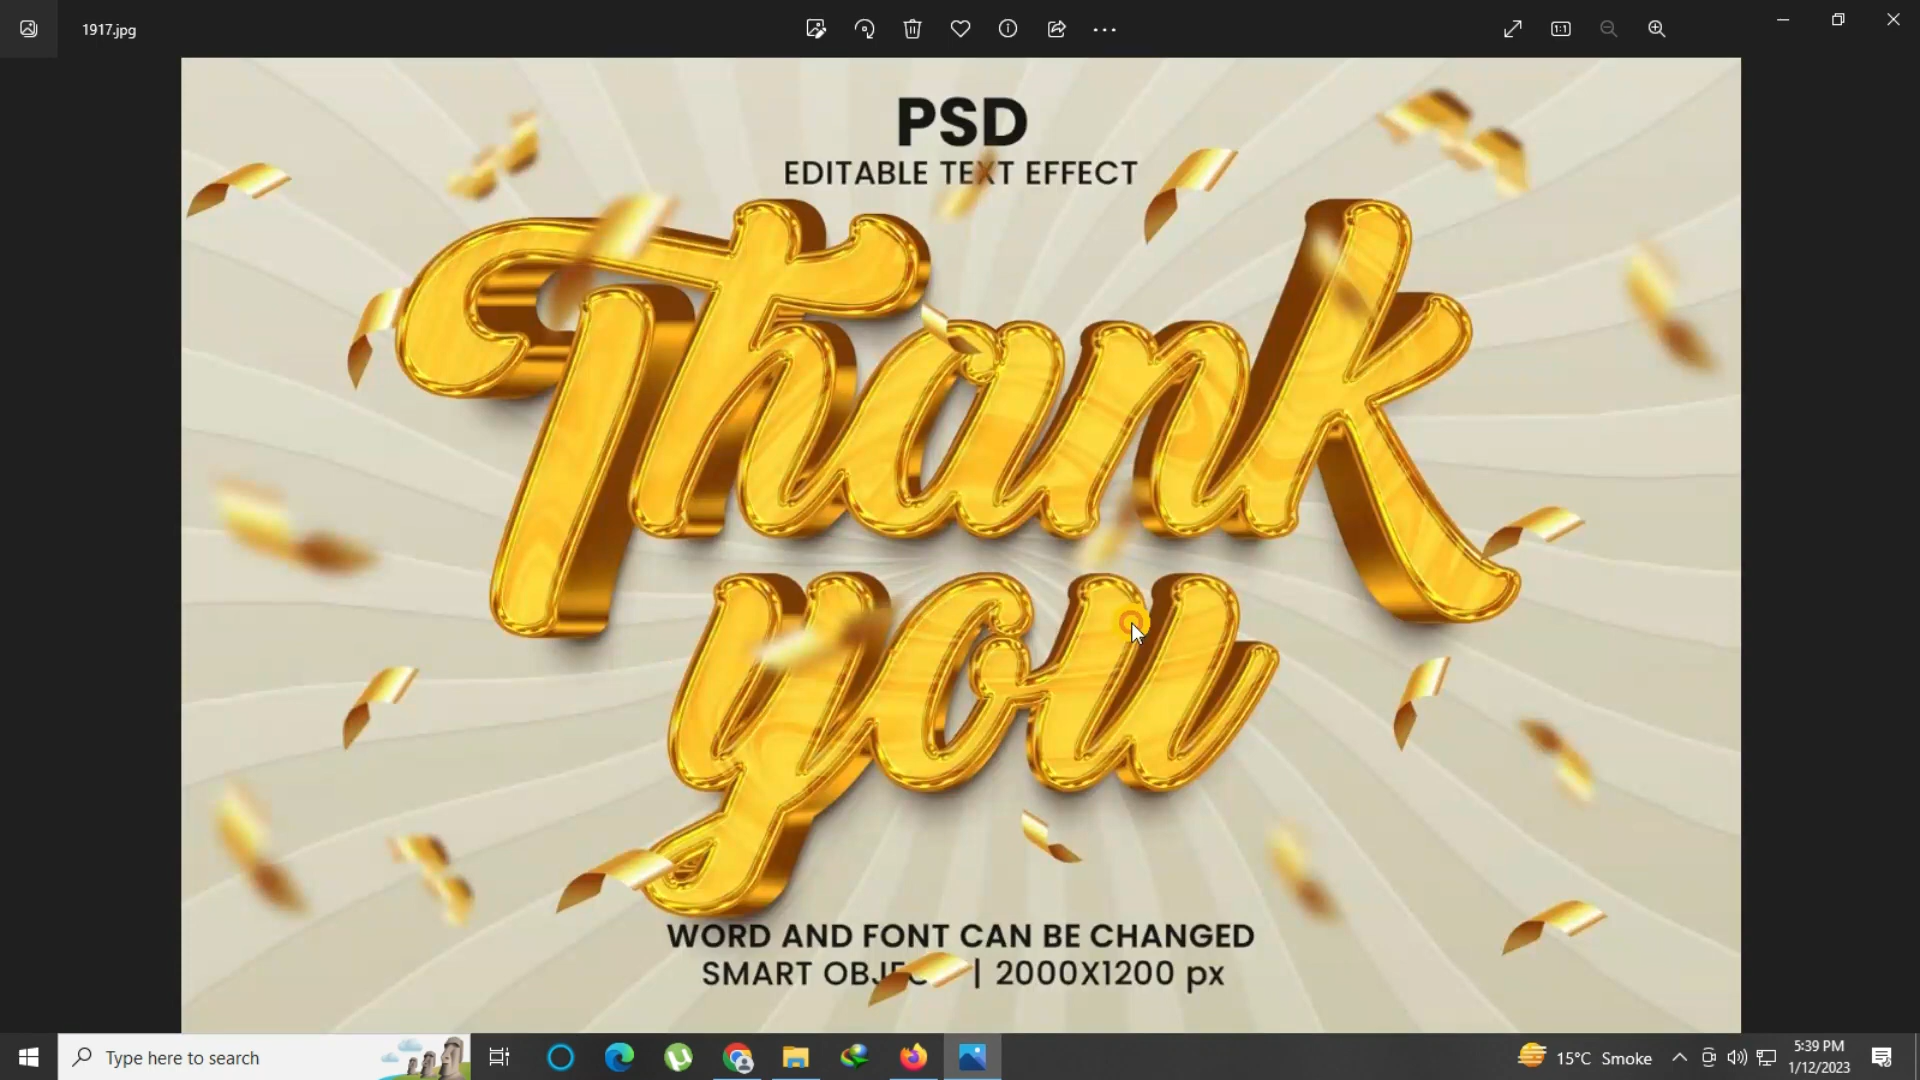 1917.jpg
PSD
EDITABLE TEXT EFFECT
Thank
you
WORD AND FONT CAN BE CHANGED
SMART | 2000X1200 px
Type here to search
15°C Smoke
5:39 PM
1/12/2023